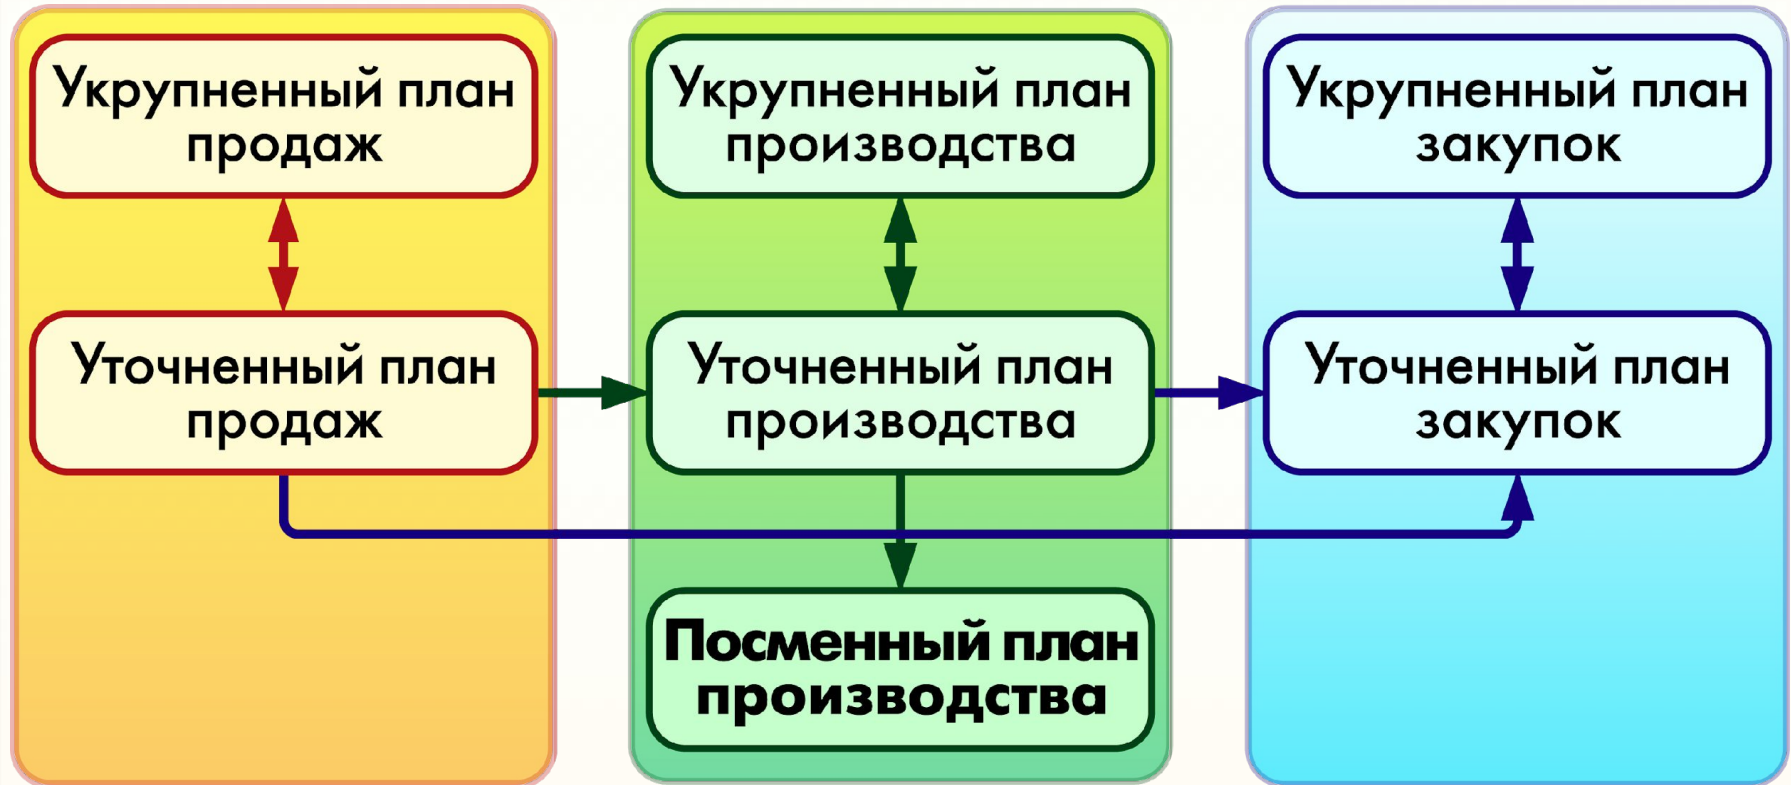 Укрупненный план
продаж
Укрупненный план
производства
Укрупненный план
закупок
Уточненный план
продаж
Уточненный план
производства
Уточненный план
закупок
Посменный план
производства